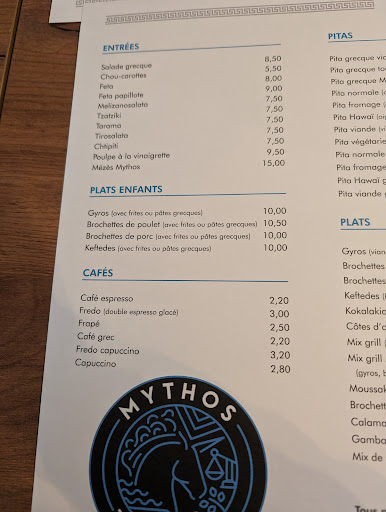 ENTRÉES
Salade grecque 8,50
Chou-carottes 5,50
Feta 8,00
Feta papillote 9,00
Melizanosalata 7,50
Tzatziki 7,50
Tarama 7,50
Tirosalata 7,50
Chtipiti 7,50
Poulpe à la vinaigrette 9,50
Mézès Mythos 15,00
PLATS ENFANTS
Gyros (avec frites ou pâtes grecques) 10,00
Brochettes de poulet (avec frites ou pâtes grecques) 10,50
Brochettes de porc (avec frites ou pâtes grecques) 10,00
Keftedes (avec frites ou pâtes grecques) 10,00
CAFÉS
Café espresso 2,20
Fredo (double espresso glacé) 3,00
Frapé 2,50
Café grec 2,20
Fredo capuccino 3,20
Capuccino 2,80
MYTHOS
PITAS
Pita grecque
Pita grecque
Pita grecque
Pita normale
Pita fromage
Pita Hawaï
Pita viande
Pita
Pita normale
Pita fromage
Pita Hawaï
Pita viande
PLATS
Gyros
Brochettes
Brochettes
Keftedes
Côtes
Mix grill
Mix grill
(gyros,
Mix de